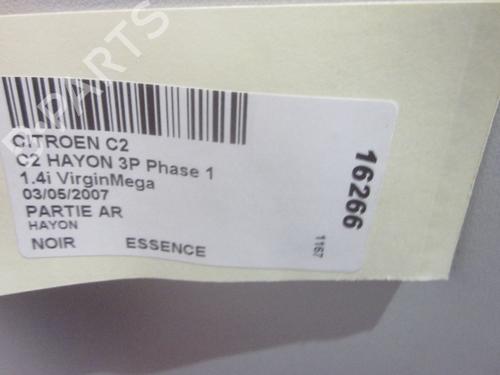 CITROEN C2
C2 HAYON 3P Phase 1
1.4i VirginMega
03/05/2007
PARTIE AR
HAYON
NOIR ESSENCE
16266
1167
B-PARTS